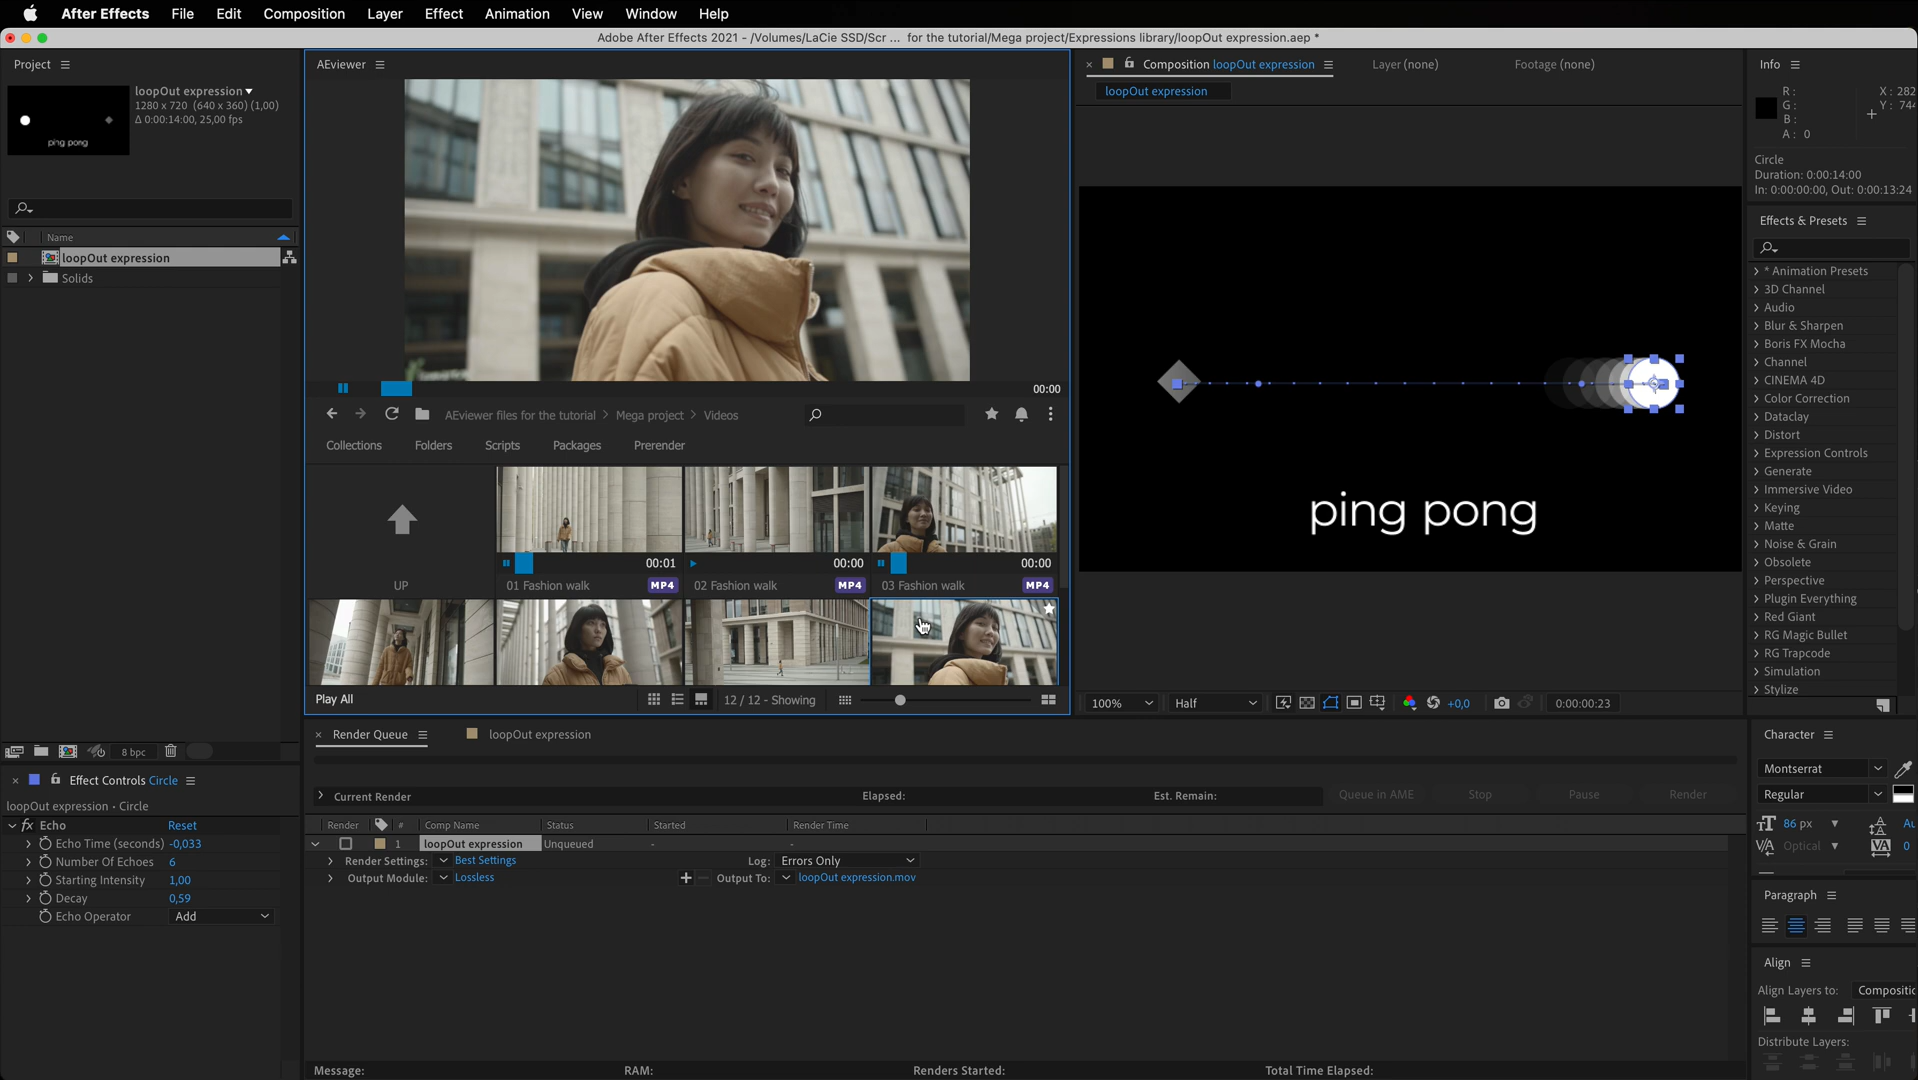 After Effects File Edit Composition Layer Effect Animation View Window Help
Adobe After Effects 2021 - /Volumes/LaCie SSD/Scr ... for the tutorial/Mega project/Expressions library/loopOut expression.aep *
Project
loopOut expression
1280 x 720 (640 x 360) (1,00)
Δ 0:00:14:00, 25,00 fps
ping pong
Name
loopOut expression
Solids
8 bpc
Effect Controls Circle
loopOut expression • Circle
fx Echo Reset
Echo Time (seconds) -0,033
Number Of Echoes 6
Starting Intensity 1,00
Decay 0,59
Echo Operator Add
AEviewer
00:00
AEviewer files for the tutorial > Mega project > Videos
Collections Folders Scripts Packages Prerender
UP
00:01
01 Fashion walk MP4
00:00
02 Fashion walk MP4
00:00
03 Fashion walk MP4
Play All
12 / 12 - Showing
Composition loopOut expression
Layer (none)
Footage (none)
loopOut expression
ping pong
100% Half +0,0 0:00:00:23
Render Queue
loopOut expression
Current Render Elapsed: Est. Remain: Queue in AME Stop Pause Render
Render # Comp Name Status Started Render Time
1 loopOut expression Unqueued - -
Render Settings: Best Settings Log: Errors Only
Output Module: Lossless Output To: loopOut expression.mov
Message: RAM: Renders Started: Total Time Elapsed:
Info
R : X : 282
G : Y : 744
B :
A : 0
Circle
Duration: 0:00:14:00
In: 0:00:00:00, Out: 0:00:13:24
Effects & Presets
* Animation Presets
3D Channel
Audio
Blur & Sharpen
Boris FX Mocha
Channel
CINEMA 4D
Color Correction
Dataclay
Distort
Expression Controls
Generate
Immersive Video
Keying
Matte
Noise & Grain
Obsolete
Perspective
Plugin Everything
Red Giant
RG Magic Bullet
RG Trapcode
Simulation
Stylize
Character
Montserrat
Regular
86 px Au
Optical 0
Paragraph
Align
Align Layers to: Compositic
Distribute Layers: